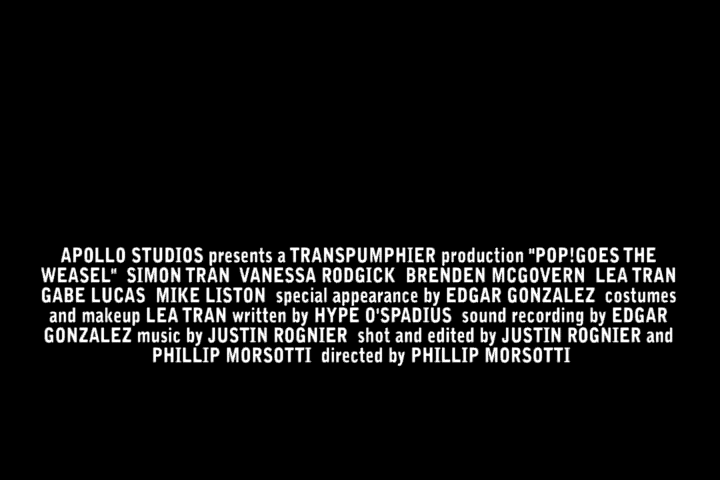 APOLLO STUDIOS presents a TRANSPUMPHIER production "POP!GOES THE
WEASEL" SIMON TRAN VANESSA RODGICK BRENDEN MCGOVERN LEA TRAN
GABE LUCAS MIKE LISTON special appearance by EDGAR GONZALEZ costumes
and makeup LEA TRAN written by HYPE O'SPADIUS sound recording by EDGAR
GONZALEZ music by JUSTIN ROGNIER shot and edited by JUSTIN ROGNIER and
PHILLIP MORSOTTI directed by PHILLIP MORSOTTI